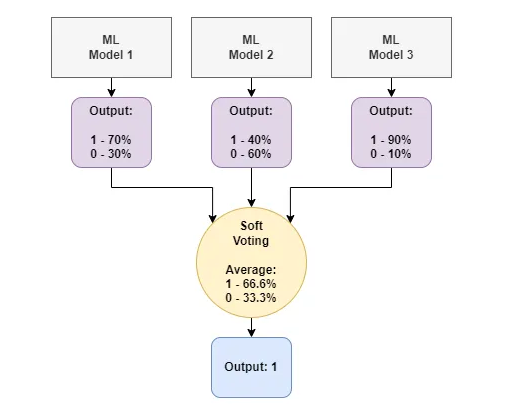 ML
Model 1
ML
Model 2
ML
Model 3
Output:
1 - 70%
0 - 30%
Output:
1 - 40%
0 - 60%
Output:
1 - 90%
0 - 10%
Soft
Voting
Average:
1 - 66.6%
0 - 33.3%
Output: 1